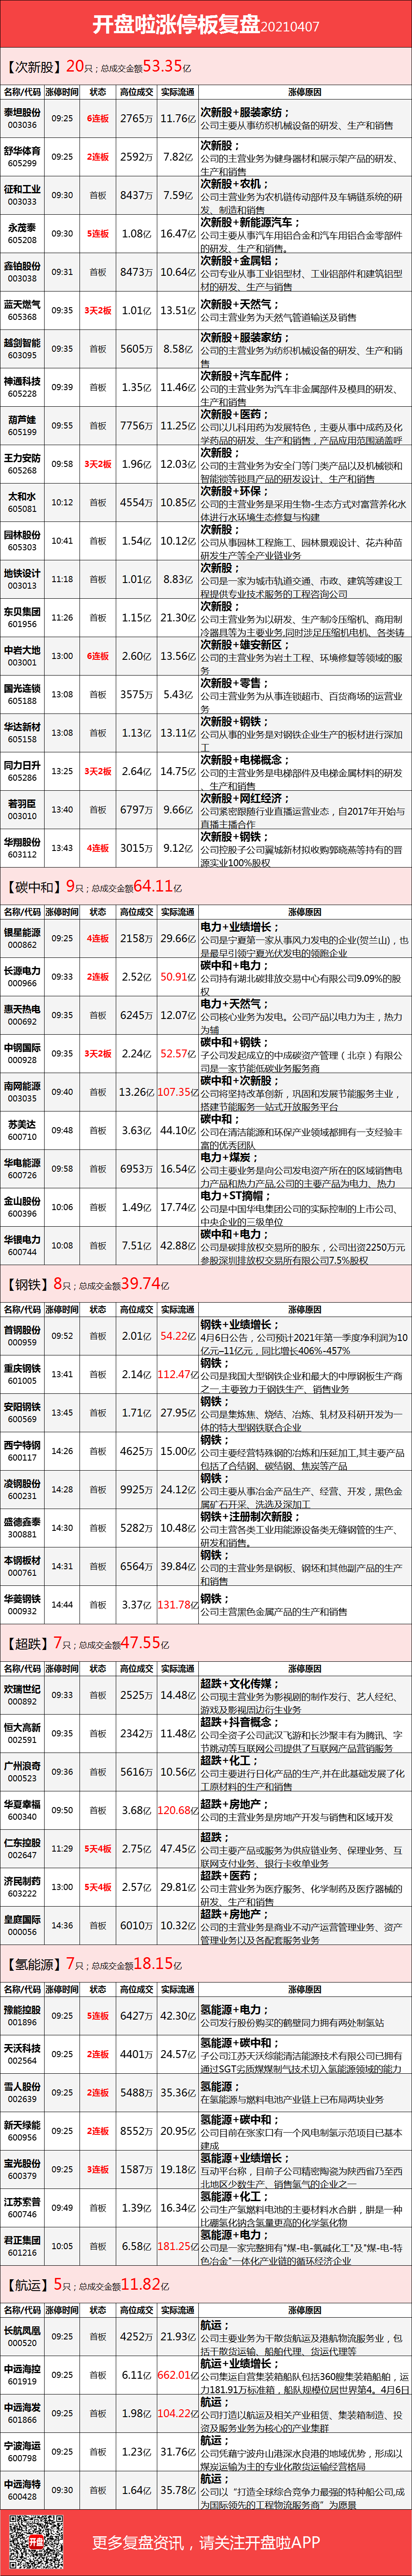 开盘啦涨停板复盘20210407
【次新股】20只；总成交金额53.35亿
名称/代码 涨停时间 状态 高位成交 实际流通 涨停原因
泰坦股份 003036 09:25 6连板 2765万 11.76亿 次新股+服装家纺；
公司主要从事纺织机械设备的研发、生产和销售
舒华体育 605299 09:25 2连板 2592万 7.82亿 次新股；
公司的主营业务为健身器材和展示架产品的研发、
生产和销售
征和工业 003033 09:30 首板 8437万 7.59亿 次新股+农机；
公司主营业务为农机链传动部件及车辆链系统的研
发、制造和销售
永茂泰 605208 09:30 5连板 1.08亿 16.47亿 次新股+新能源汽车；
公司主要从事汽车用铝合金和汽车用铝合金零部件
的研发、生产和销售。
鑫铂股份 003038 09:31 首板 8473万 10.64亿 次新股+金属铝；
公司专业从事工业铝型材、工业铝部件和建筑铝型
材的研发、生产与销售
蓝天燃气 605368 09:35 3天2板 1.01亿 13.51亿 次新股+天然气；
公司主营业务为天然气管道输送及销售
越剑智能 603095 09:35 首板 5605万 8.58亿 次新股+服装家纺；
公司的主营业务为纺织机械设备的研发、生产和销
售
神通科技 605228 09:39 首板 1.35亿 11.46亿 次新股+汽车配件；
公司的主营业务为汽车非金属部件及模具的研发、
生产和销售
葫芦娃 605199 09:55 首板 7756万 11.25亿 次新股+医药；
公司以儿科用药为发展特色，主要从事中成药及化
学药品的研发、生产和销售，产品应用范围涵盖呼
王力安防 605268 09:58 3天2板 1.96亿 12.03亿 次新股；
公司的主营业务为安全门等门类产品以及机械锁和
智能锁等锁具产品的研发设计、生产和销售
太和水 605081 10:12 首板 4554万 10.85亿 次新股+环保；
公司的主营业务是采用生物-生态方式对富营养化水
体进行水环境生态修复与构建
园林股份 605303 10:41 首板 1.54亿 10.12亿 次新股；
公司从事园林工程施工、园林景观设计、花卉种苗
研发生产等全产业链业务
地铁设计 003013 11:18 首板 1.01亿 8.83亿 次新股；
公司是一家为城市轨道交通、市政、建筑等建设工
程提供专业技术服务的工程咨询公司
东贝集团 601956 11:26 首板 1.15亿 21.30亿 次新股；
公司主营业务为以研发、生产制冷压缩机、商用制
冷器具等为主要业务,同时涉足压缩机电机、各类铸
中岩大地 003001 13:00 6连板 2.60亿 13.56亿 次新股+雄安新区；
公司的主营业务为岩土工程、环境修复等领域的服
务
国光连锁 605188 13:08 首板 3575万 5.43亿 次新股+零售；
公司主营业务为从事连锁超市、百货商场的运营业
务
华达新材 605158 13:08 首板 1.13亿 13.11亿 次新股+钢铁；
公司从事的业务是对钢铁企业生产的板材进行深加
工
同力日升 605286 13:25 3天2板 2.64亿 14.75亿 次新股+电梯概念；
公司的主营业务是电梯部件及电梯金属材料的研发
、生产和销售
若羽臣 003010 13:40 首板 6797万 9.66亿 次新股+网红经济；
公司紧密跟随行业直播运营业态，自2017年开始与
直播主播合作
华翔股份 603112 13:43 4连板 3015万 9.12亿 次新股+钢铁；
公司控股子公司翼城新材拟收购郭晓燕等持有的晋
源实业100%股权
【碳中和】9只；总成交金额64.11亿
名称/代码 涨停时间 状态 高位成交 实际流通 涨停原因
银星能源 000862 09:25 4连板 2158万 29.66亿 电力+业绩增长；
公司是宁夏第一家从事风力发电的企业(贺兰山)，也
是最早引领宁夏光伏发电的领跑企业
长源电力 000966 09:33 2连板 2.52亿 50.91亿 碳中和+电力；
公司持有湖北碳排放交易中心有限公司9.09%的股
权
惠天热电 000692 09:35 首板 6245万 12.07亿 电力+天然气；
公司核心业务为发电。公司产品以电力为主，热力
为辅
中钢国际 000928 09:35 3天2板 2.24亿 52.57亿 碳中和+钢铁；
子公司发起成立的中成碳资产管理（北京）有限公
司是一家节能低碳业务服务商
南网能源 003035 09:40 首板 13.26亿 107.35亿 碳中和+次新股；
公司将坚持改革创新，巩固和发展节能服务主业，
搭建节能服务一站式开放服务平台
苏美达 600710 09:48 首板 3.63亿 44.10亿 碳中和；
公司在清洁能源和环保产业领域都拥有一支经验丰
富的优秀团队
华电能源 600726 09:58 首板 6953万 16.54亿 电力+煤炭；
公司主要业务是向公司发电资产所在的区域销售电
力产品和热力产品,公司的主要产品为电力、热力
金山股份 600396 10:06 首板 1.49亿 17.74亿 电力+ST摘帽；
公司是中国华电集团公司的实际控制的上市公司、
中央企业的三级单位
华银电力 600744 10:08 首板 7.51亿 42.88亿 碳中和+电力；
公司是碳排放权交易所的股东，公司出资2250万元
参股深圳排放权交易所有限公司7.5%股权
【钢铁】8只；总成交金额39.74亿
名称/代码 涨停时间 状态 高位成交 实际流通 涨停原因
首钢股份 000959 09:52 首板 2.01亿 54.22亿 钢铁+业绩增长；
4月6日公告，公司预计2021年第一季度净利润为10
亿元–11亿元，同比增长406%-457%
重庆钢铁 601005 13:41 首板 2.14亿 112.47亿 钢铁；
公司是我国大型钢铁企业和最大的中厚钢板生产商
之一,主要致力于钢铁生产、销售业务
安阳钢铁 600569 13:45 首板 1.71亿 27.95亿 钢铁；
公司是集炼焦、烧结、冶炼、轧材及科研开发为一
体的特大型钢铁联合企业
西宁特钢 600117 14:26 首板 4625万 15.00亿 钢铁；
公司主要经营特殊钢的冶炼和压延加工,其主要产品
包括了合结钢、碳结钢、焦炭等产品
凌钢股份 600231 14:28 首板 9925万 24.12亿 钢铁；
公司主要从事冶金产品生产、经营、开发，黑色金
属矿石开采、洗选及深加工
盛德鑫泰 300881 14:30 首板 5282万 10.48亿 钢铁+注册制次新股；
公司主营各类工业用能源设备类无缝钢管的生产、
研发和销售。
本钢板材 000761 14:31 首板 6564万 39.84亿 钢铁；
公司的主营业务是钢板、钢坯和其他副产品的生产
和销售
华菱钢铁 000932 14:44 首板 3.37亿 131.78亿 钢铁；
公司主营黑色金属产品的生产和销售
【超跌】7只；总成交金额47.55亿
名称/代码 涨停时间 状态 高位成交 实际流通 涨停原因
欢瑞世纪 000892 09:33 首板 2525万 14.48亿 超跌+文化传媒；
公司现主营业务为影视剧的制作发行、艺人经纪、
游戏及影视周边衍生业务
恒大高新 002591 09:35 首板 2342万 11.48亿 超跌+抖音概念；
公司全资子公司武汉飞游和长沙聚丰有为腾讯、字
节跳动等互联网公司提供了互联网产品营销服务
广州浪奇 000523 09:36 首板 5616万 10.56亿 超跌+化工；
公司主要进行日化产品的生产,并在此基础发展了化
工原材料的生产和销售
华夏幸福 600340 09:50 首板 3.68亿 120.68亿 超跌+房地产；
公司的主营业务是房地产开发与销售和区域开发
仁东控股 002647 11:29 5天4板 2.75亿 47.45亿 超跌；
公司主要产品或服务为供应链业务、保理业务、互
联网支付业务、银行卡收单业务
济民制药 603222 13:00 5天4板 2.57亿 29.81亿 超跌+医药；
公司主营业务为医疗服务、化学制药及医疗器械的
研发、生产和销售
皇庭国际 000056 14:36 首板 6010万 10.32亿 超跌+房地产；
公司的主营业务是商业不动产运营管理业务、资产
管理业务以及各配套服务业务
【氢能源】7只；总成交金额18.15亿
名称/代码 涨停时间 状态 高位成交 实际流通 涨停原因
豫能控股 001896 09:25 5连板 6427万 42.30亿 氢能源+电力；
公司发行股份购买的鹤壁同力拥有两处制氢站
天沃科技 002564 09:25 2连板 4401万 24.57亿 氢能源+碳中和；
子公司江苏天沃综能清洁能源技术有限公司已拥有
通过SGT劣质煤煤制气技术切入氢能源领域的能力
雪人股份 002639 09:25 2连板 5488万 35.36亿 氢能源；
在氢能源与燃料电池产业链上已布局两块业务
新天绿能 600956 09:25 2连板 8552万 20.95亿 氢能源+碳中和；
公司目前在张家口有一个风电制氢示范项目已基本
建成
宝光股份 600379 09:25 3连板 1587万 19.18亿 氢能源+业绩增长；
互动平台称，目前子公司精密陶瓷为陕西省乃至西
北地区少数生产、销售氢气的企业之一
江苏索普 600746 09:49 首板 1.39亿 16.34亿 氢能源+化工；
公司生产氢燃料电池的主要材料水合肼，肼是一种
比硼氢化钠含氢量更高的化学氢化物
君正集团 601216 10:05 首板 6.58亿 181.25亿 氢能源+电力；
公司是一家完整拥有"煤-电-氯碱化工"及"煤-电-特
色冶金"一体化产业链的循环经济企业
【航运】5只；总成交金额11.82亿
名称/代码 涨停时间 状态 高位成交 实际流通 涨停原因
长航凤凰 000520 09:25 首板 4252万 21.93亿 航运；
公司主要业务为干散货航运及港航物流服务业，包
括干散货运输、船舶代理、货运代理等
中远海控 601919 09:25 首板 6.11亿 662.01亿 航运+业绩增长；
公司集运自营集装箱船队包括360艘集装箱船舶，运
力181.91万标准箱，船队规模位居世界第4。4月6日
中远海发 601866 09:25 首板 1.98亿 104.22亿 航运；
公司打造以航运及相关产业租赁、集装箱制造、投
资及服务业务为核心的产业集群
宁波海运 600798 09:25 首板 1.23亿 31.76亿 航运；
公司凭藉宁波舟山港深水良港的地域优势，形成以
煤炭运输为主的专业化散货运输经营格局
中远海特 600428 09:30 首板 1.64亿 35.78亿 航运；
公司以“打造全球综合竞争力最强的特种船公司,成
为国际领先的工程物流服务商”为愿景
开盘
更多复盘资讯，请关注开盘啦APP